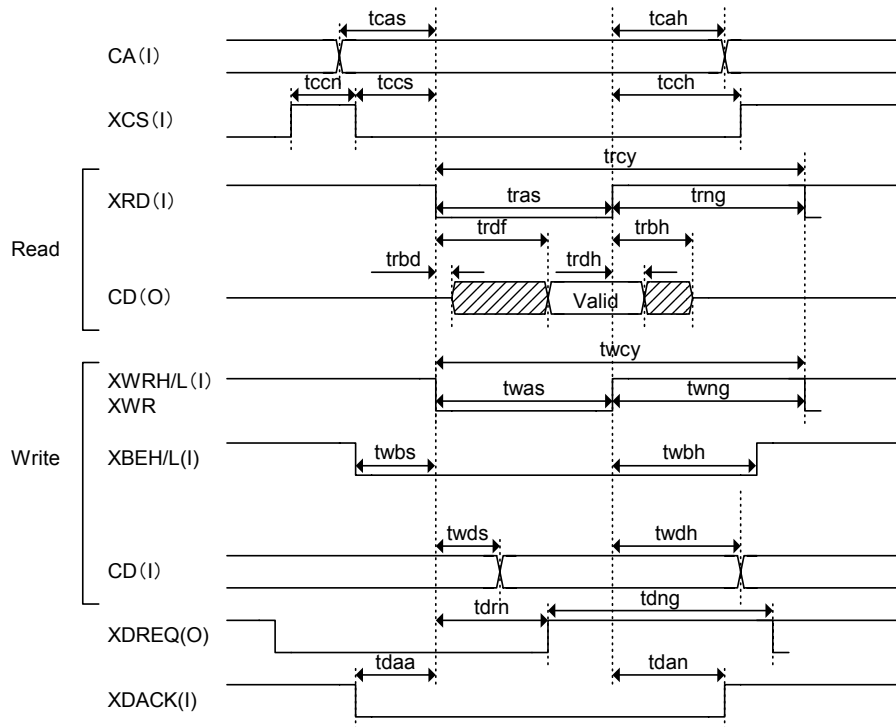 tcas tcah
CA(I)
tccn tccs tcch
XCS(I)
trcy
XRD(I) tras trng
Read
trdf trbh
trbd trdh
CD(O) Valid
twcy
XWRH/L(I)
XWR twas twng
Write
XBEH/L(I) twbs twbh
twds twdh
CD(I)
tdrn tdng
XDREQ(O)
tdaa tdan
XDACK(I)